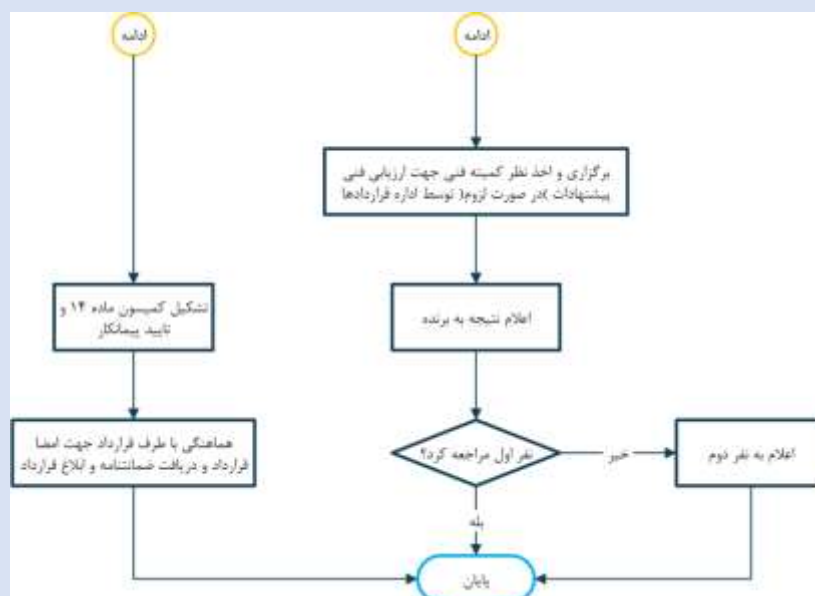 ادامه
ادامه
برگزاری و اخذ نظر کمیته فنی جهت ارزیابی فنی
پیشنهادات )در صورت لزوم( توسط اداره قراردادها
اعلام نتیجه به برنده
نفر اول مراجعه کرد؟
خیر
اعلام به نفر دوم
بله
تشکیل کمیسون ماده ۱۴ و
تایید پیمانکار
هماهنگی با طرف قرارداد جهت امضا
قرارداد و دریافت ضمانتنامه و ابلاغ قرارداد
پایان